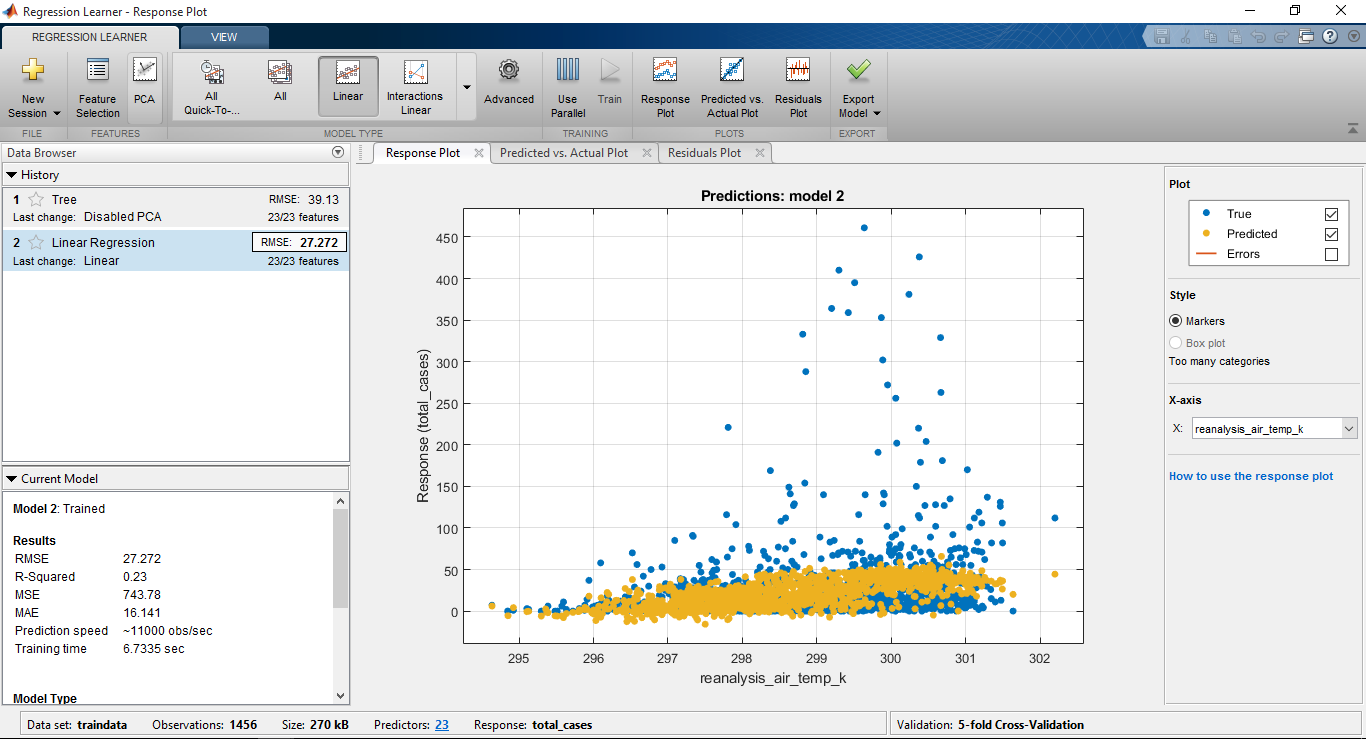 Regression Learner - Response Plot
REGRESSION LEARNER
VIEW
New Session
Feature Selection
PCA
All Quick-To-...
All
Linear
Interactions Linear
Advanced
Use Parallel
Train
Response Plot
Predicted vs. Actual Plot
Residuals Plot
Export Model
FILE
FEATURES
MODEL TYPE
TRAINING
PLOTS
EXPORT
Data Browser
Response Plot
Predicted vs. Actual Plot
Residuals Plot
History
1 Tree RMSE: 39.13
Last change: Disabled PCA 23/23 features
2 Linear Regression RMSE: 27.272
Last change: Linear 23/23 features
Current Model
Model 2: Trained
Results
RMSE 27.272
R-Squared 0.23
MSE 743.78
MAE 16.141
Prediction speed ~11000 obs/sec
Training time 6.7335 sec
Model Type
Predictions: model 2
Response (total_cases)
450
400
350
300
250
200
150
100
50
0
295 296 297 298 299 300 301 302
reanalysis_air_temp_k
Plot
True
Predicted
Errors
Style
Markers
Box plot
Too many categories
X-axis
X: reanalysis_air_temp_k
How to use the response plot
Data set: traindata Observations: 1456 Size: 270 kB Predictors: 23 Response: total_cases
Validation: 5-fold Cross-Validation